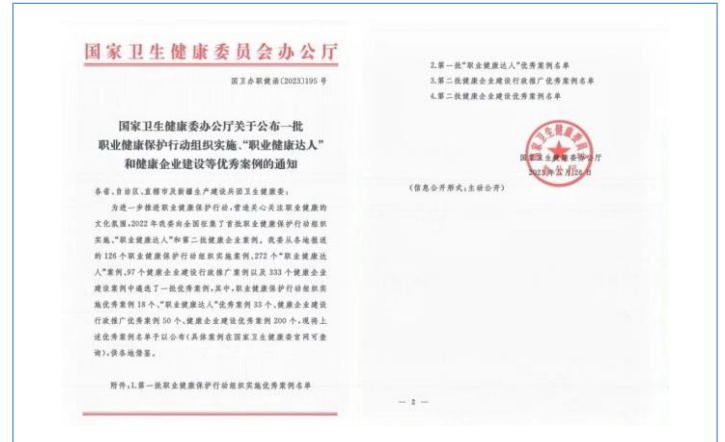 国家卫生健康委员会办公厅
国卫办职健函〔2023〕195号
国家卫生健康委办公厅关于公布一批
职业健康保护行动组织实施、“职业健康达人”
和健康企业建设等优秀案例的通知
各省、自治区、直辖市及新疆生产建设兵团卫生健康委:
为进一步推进职业健康保护行动,营造关心关注职业健康的
文化氛围,2022年我委向全国征集了首批职业健康保护行动组织
实施、“职业健康达人”和第二批健康企业案例。我委从各地报送
的126个职业健康保护行动组织实施案例、272个“职业健康达
人”案例、97个健康企业建设行政推广案例以及333个健康企业
建设案例中遴选了一批优秀案例,其中,职业健康保护行动组织实
施优秀案例18个、“职业健康达人”优秀案例33个、健康企业建设
行政推广优秀案例50个、健康企业建设优秀案例200个,现将上
述优秀案例名单予以公布(具体案例在国家卫生健康委官网可查
询),供各地借鉴。
附件:1.第一批职业健康保护行动组织实施优秀案例名单
2.第一批“职业健康达人”优秀案例名单
3.第二批健康企业建设行政推广优秀案例名单
4.第二批健康企业建设优秀案例名单
国家卫生健康委办公厅
2023年 月26日
(信息公开形式:主动公开)
— 2 —